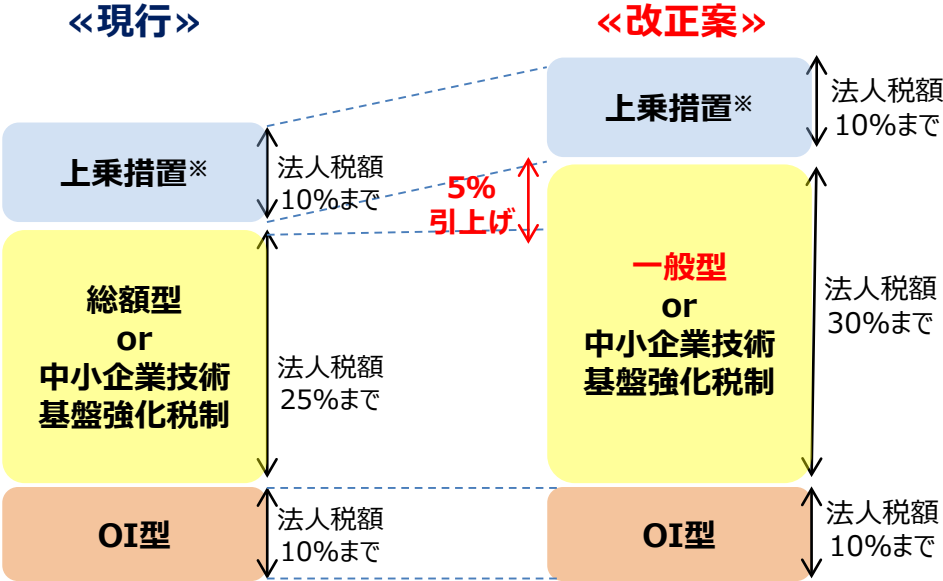 ≪現行≫
上乗措置※
法人税額
10%まで
総額型
or
中小企業技術
基盤強化税制
法人税額
25%まで
OI型
法人税額
10%まで
≪改正案≫
上乗措置※
法人税額
10%まで
5%
引上げ
一般型
or
中小企業技術
基盤強化税制
法人税額
30%まで
OI型
法人税額
10%まで